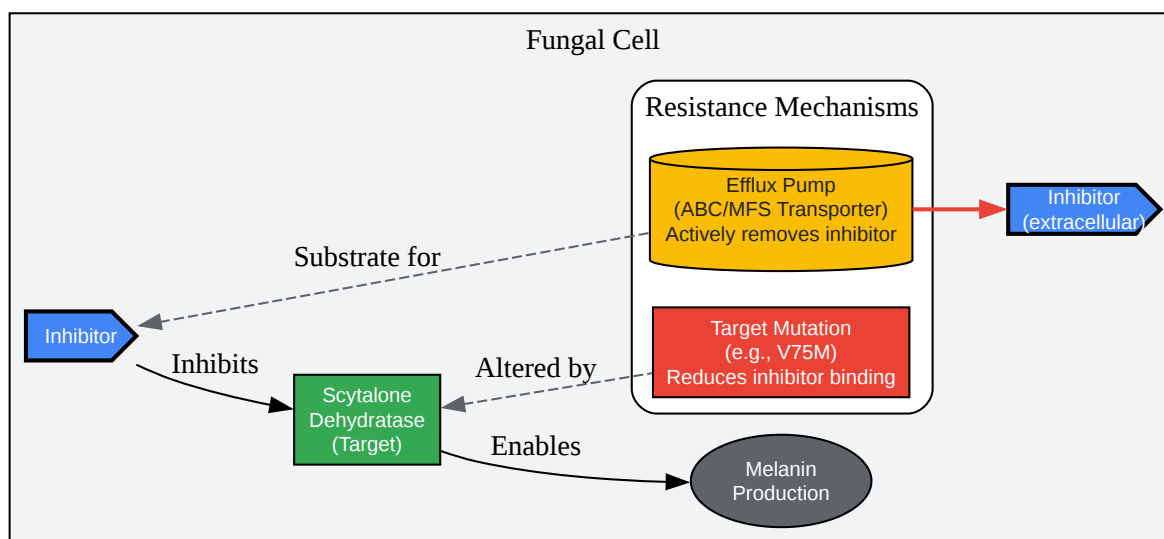 Fungal Cell
Resistance Mechanisms
Efflux Pump
(ABC/MFS Transporter)
Actively removes inhibitor
Inhibitor
(extracellular)
Substrate for
Inhibitor
Inhibits
Target Mutation
(e.g., V75M)
Reduces inhibitor binding
Altered by
Scytalone
Dehydratase
(Target)
Enables
Melanin
Production